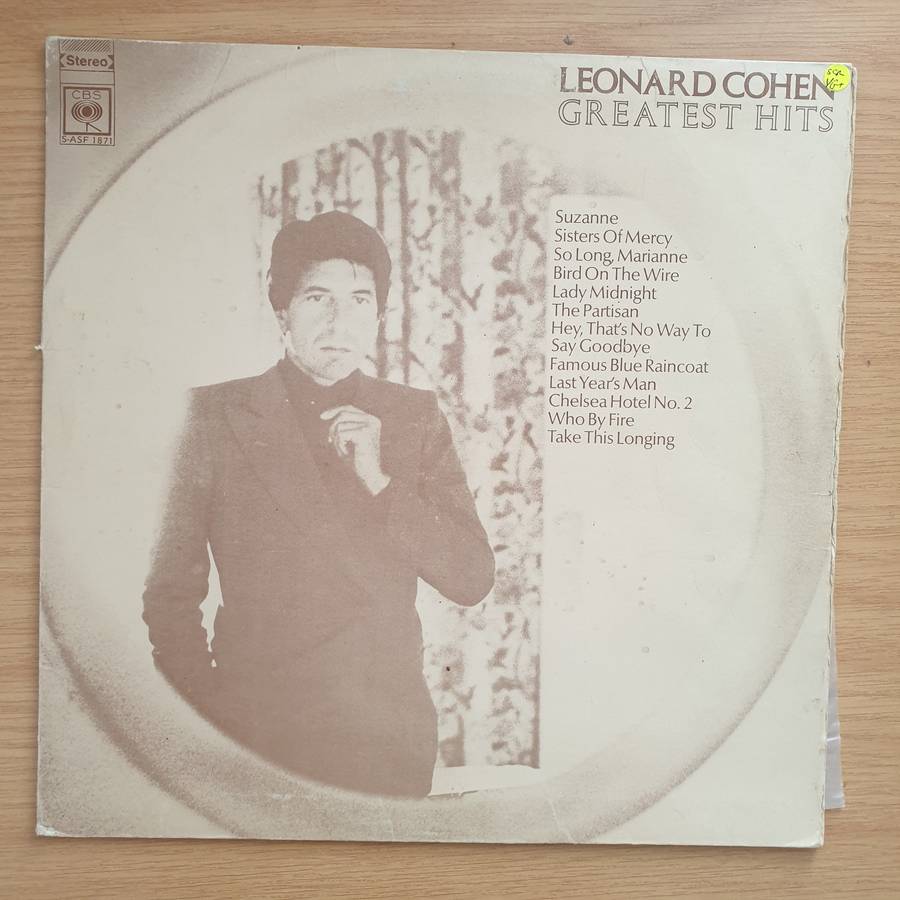 Stereo
CBS
S-ASF 1871
LEONARD COHEN
GREATEST HITS
Suzanne
Sisters Of Mercy
So Long, Marianne
Bird On The Wire
Lady Midnight
The Partisan
Hey, That's No Way To
Say Goodbye
Famous Blue Raincoat
Last Year's Man
Chelsea Hotel No. 2
Who By Fire
Take This Longing